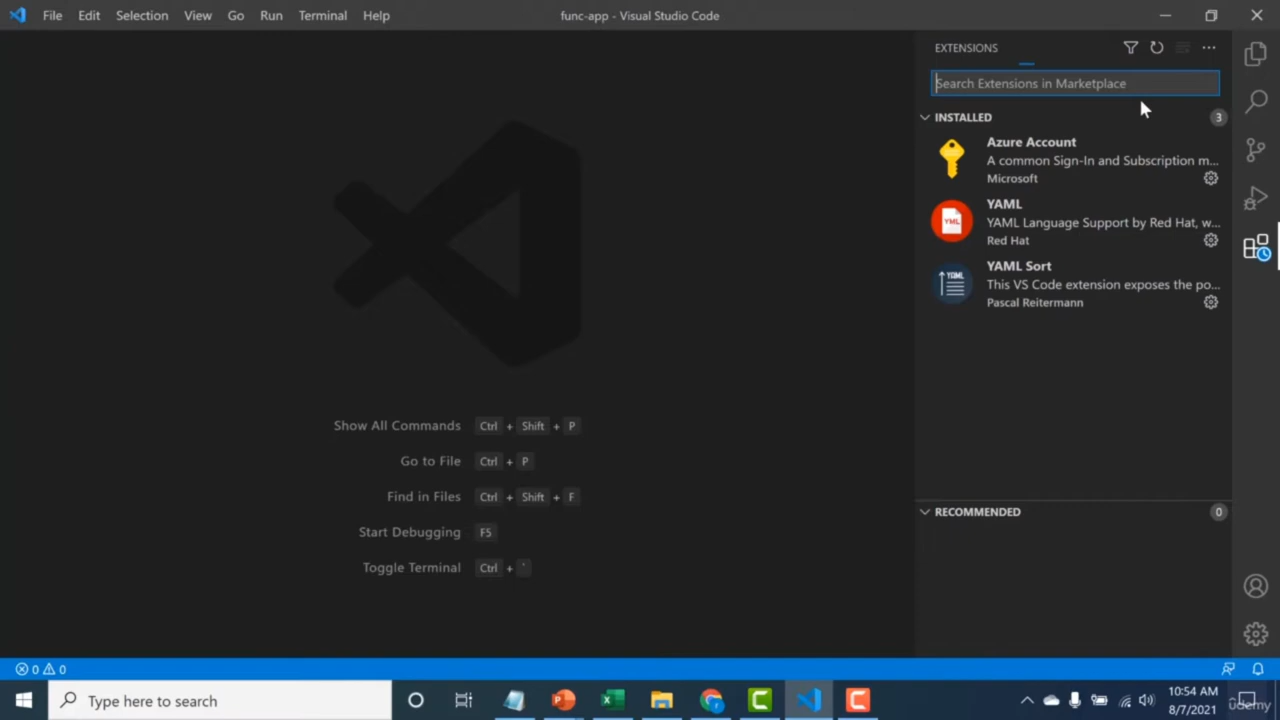 File Edit Selection View Go Run Terminal Help
func-app - Visual Studio Code
EXTENSIONS
Search Extensions in Marketplace
INSTALLED 3
Azure Account
A common Sign-In and Subscription m...
Microsoft
YAML
YML
YAML Language Support by Red Hat, w...
Red Hat
YAML Sort
YAML
This VS Code extension exposes the po...
Pascal Reitermann
Show All Commands Ctrl + Shift + P
Go to File Ctrl + P
Find in Files Ctrl + Shift + F
Start Debugging F5
Toggle Terminal Ctrl + `
RECOMMENDED 0
0 0
Type here to search
10:54 AM
8/7/2021
udemy